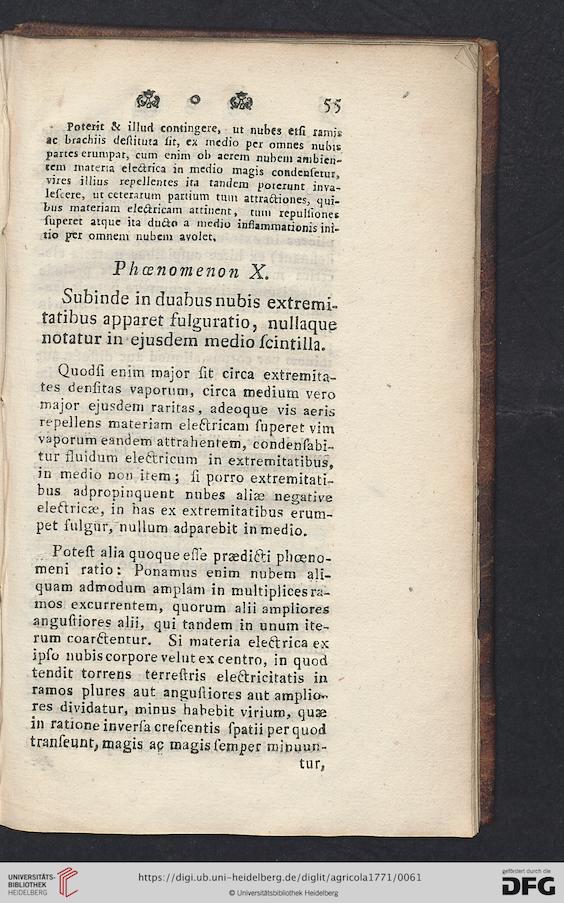 55
Poterit & illud contingere, ut nubes etſi ramis
ac brachiis deſtituta ſit, ex medio per omnes nubis
partes erumpat, cum enim ob aerem nubem ambien-
tem materia electrica in medio magis condenſetur,
vires illius repellentes ita tandem poterunt inva-
leſcere, ut ceterarum partium tum attractiones, qui-
bus materiam electricam attinent, tum repulſiones
ſuperet atque ita ducto a medio inflammationis ini-
tio per omnem nubem avolet.
Phœnomenon X.
Subinde in duabus nubis extremi-
tatibus apparet fulguratio, nullaque
notatur in ejusdem medio ſcintilla.
Quodſi enim major ſit circa extremita-
tes denſitas vaporum, circa medium vero
major ejusdem raritas, adeoque vis aeris
repellens materiam electricam ſuperet vim
vaporum eandem attrahentem, condenſabi-
tur fluidum electricum in extremitatibus,
in medio non item; ſi porro extremitati-
bus adpropinquent nubes aliæ negative
electricæ, in has ex extremitatibus erum-
pet fulgur, nullum adparebit in medio.
Poteſt alia quoque eſſe prædicti phœno-
meni ratio: Ponamus enim nubem ali-
quam admodum amplam in multiplices ra-
mos excurrentem, quorum alii ampliores
anguſtiores alii, qui tandem in unum ite-
rum coarctentur. Si materia electrica ex
ipſo nubis corpore velut ex centro, in quod
tendit torrens terreſtris electricitatis in
ramos plures aut anguſtiores aut amplio-
res dividatur, minus habebit virium, quæ
in ratione inverſa creſcentis ſpatii per quod
tranſeunt, magis ac magis ſemper minuun-
tur,
UNIVERSITÄTS-
BIBLIOTHEK
HEIDELBERG
https://digi.ub.uni-heidelberg.de/diglit/agricola1771/0061
© Universitätsbibliothek Heidelberg
gefördert durch die
DFG